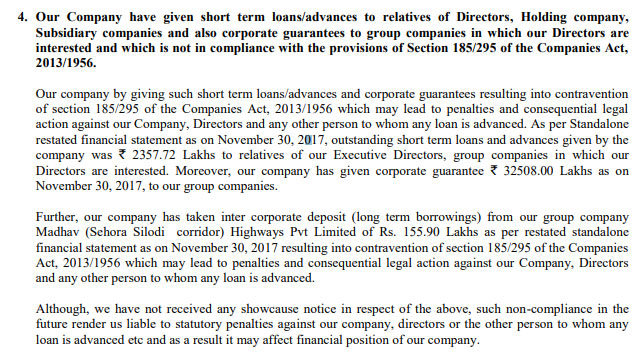 4. Our Company have given short term loans/advances to relatives of Directors, Holding company,
Subsidiary companies and also corporate guarantees to group companies in which our Directors are
interested and which is not in compliance with the provisions of Section 185/295 of the Companies Act,
2013/1956.
Our company by giving such short term loans/advances and corporate guarantees resulting into contravention
of section 185/295 of the Companies Act, 2013/1956 which may lead to penalties and consequential legal
action against our Company, Directors and any other person to whom any loan is advanced. As per Standalone
restated financial statement as on November 30, 2017, outstanding short term loans and advances given by the
company was ₹ 2357.72 Lakhs to relatives of our Executive Directors, group companies in which our
Directors are interested. Moreover, our company has given corporate guarantee ₹ 32508.00 Lakhs as on
November 30, 2017, to our group companies.
Further, our company has taken inter corporate deposit (long term borrowings) from our group company
Madhav (Sehora Silodi corridor) Highways Pvt Limited of Rs. 155.90 Lakhs as per restated standalone
financial statement as on November 30, 2017 resulting into contravention of section 185/295 of the Companies
Act, 2013/1956 which may lead to penalties and consequential legal action against our Company, Directors
and any other person to whom any loan is advanced.
Although, we have not received any showcause notice in respect of the above, such non-compliance in the
future render us liable to statutory penalties against our company, directors or the other person to whom any
loan is advanced etc and as a result it may affect financial position of our company.